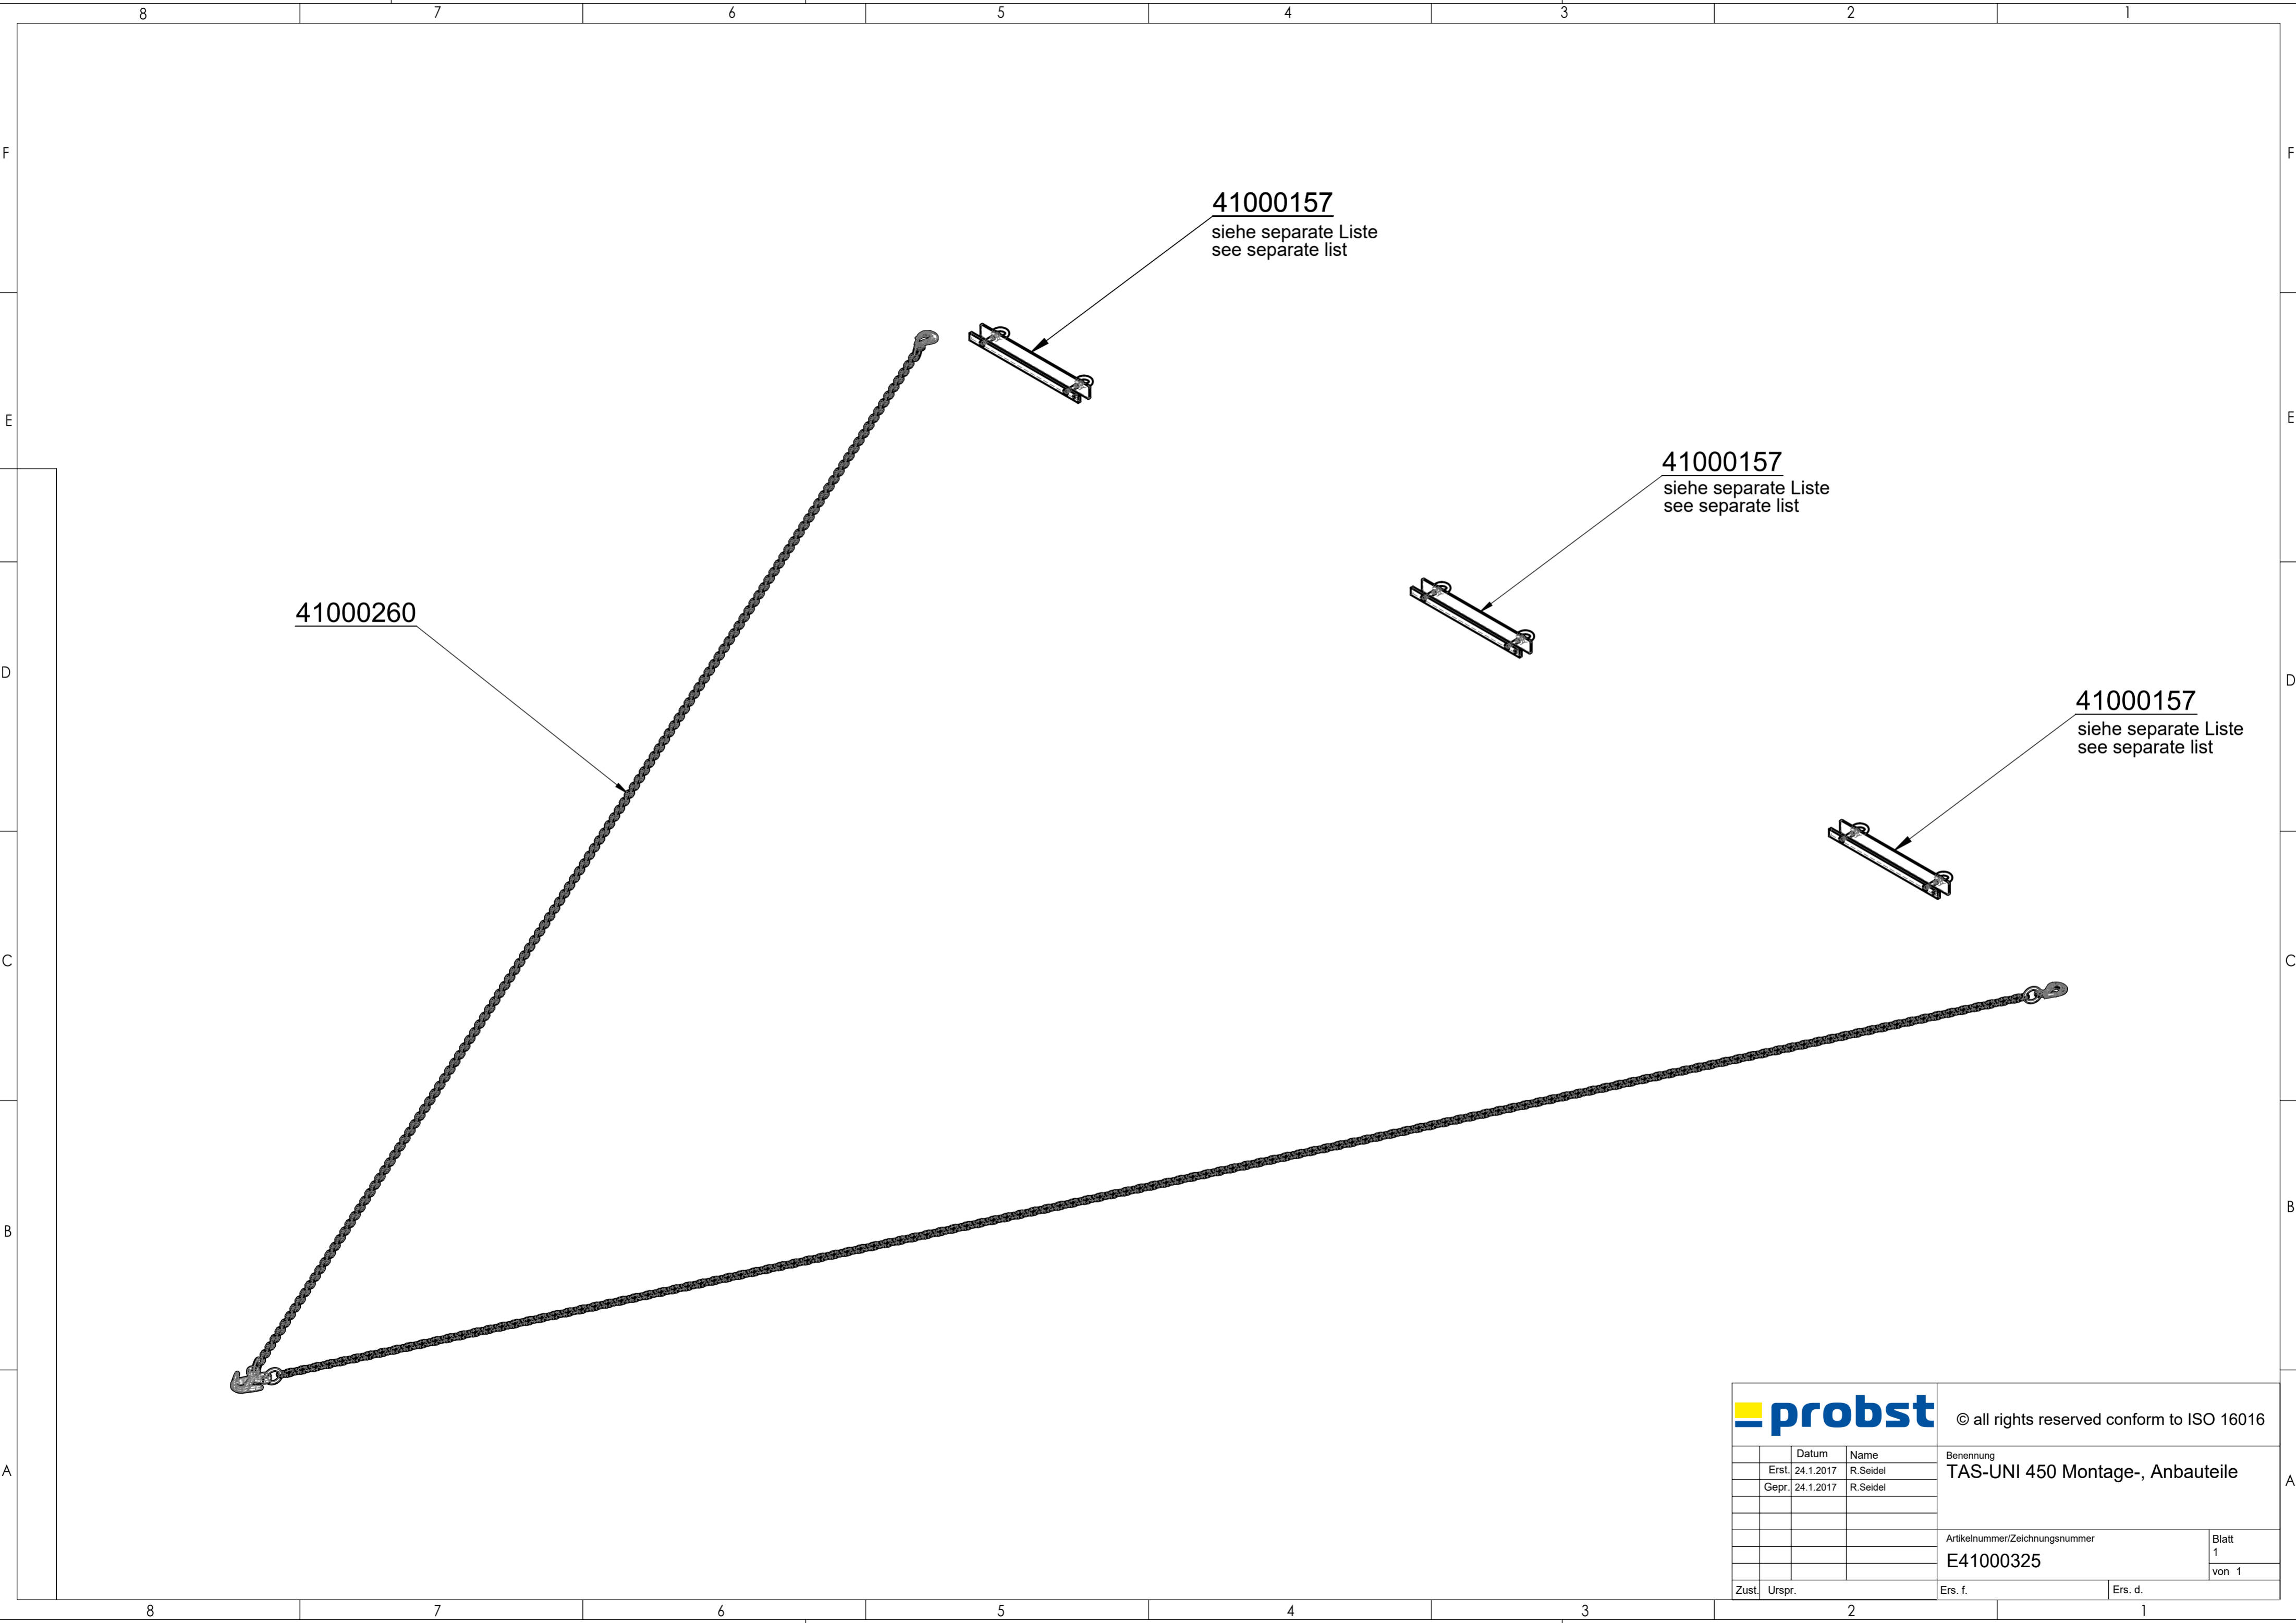 8 7 6 5 4 3 2 1
F F
41000157
siehe separate Liste
see separate list
E E
41000157
siehe separate Liste
see separate list
41000260
D D
41000157
siehe separate Liste
see separate list
C C
B B
A A
probst
© all rights reserved conform to ISO 16016
Datum Name
Erst. 24.1.2017 R.Seidel
Gepr. 24.1.2017 R.Seidel
Benennung
TAS-UNI 450 Montage-, Anbauteile
Artikelnummer/Zeichnungsnummer
E41000325
Blatt
1
von 1
Zust. Urspr. Ers. f. Ers. d.
8 7 6 5 4 3 2 1